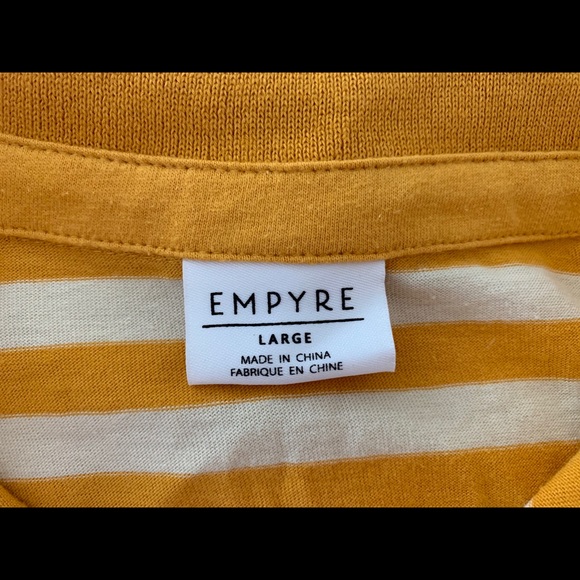 EMPYRE
LARGE
MADE IN CHINA
FABRIQUE EN CHINE